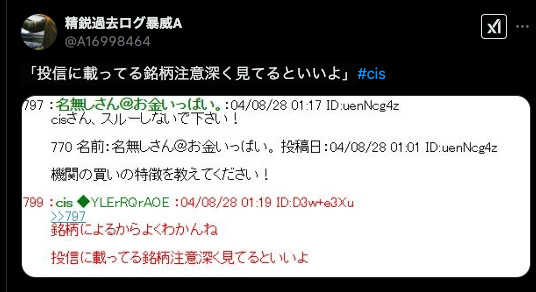 精鋭過去ログ暴威A
@A16998464
「投信に載ってる銘柄注意深く見てるといいよ」#cis
797 ：名無しさん＠お金いっぱい。：04/08/28 01:17 ID:uenNcg4z
cisさん、スルーしないで下さい！
770 名前：名無しさん＠お金いっぱい。 投稿日：04/08/28 01:01 ID:uenNcg4z
機関の買いの特徴を教えてください！
799 ：cis ◆YLErRQrAOE ：04/08/28 01:19 ID:D3w+e3Xu
>>797
銘柄によるからよくわかんね
投信に載ってる銘柄注意深く見てるといいよ